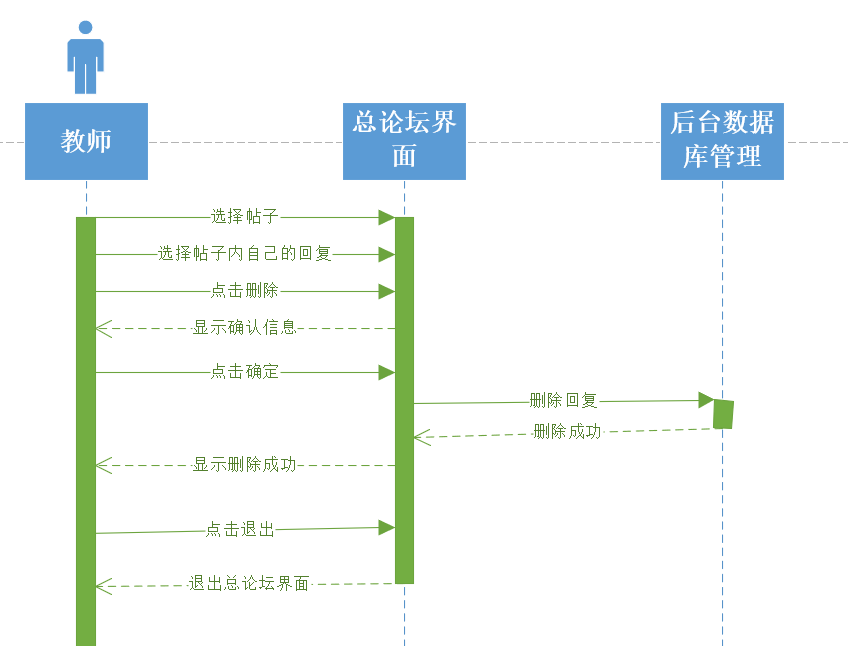 教师
总论坛界
面
后台数据
库管理
选择帖子
选择帖子内自己的回复
点击删除
显示确认信息
点击确定
删除回复
删除成功
显示删除成功
点击退出
退出总论坛界面